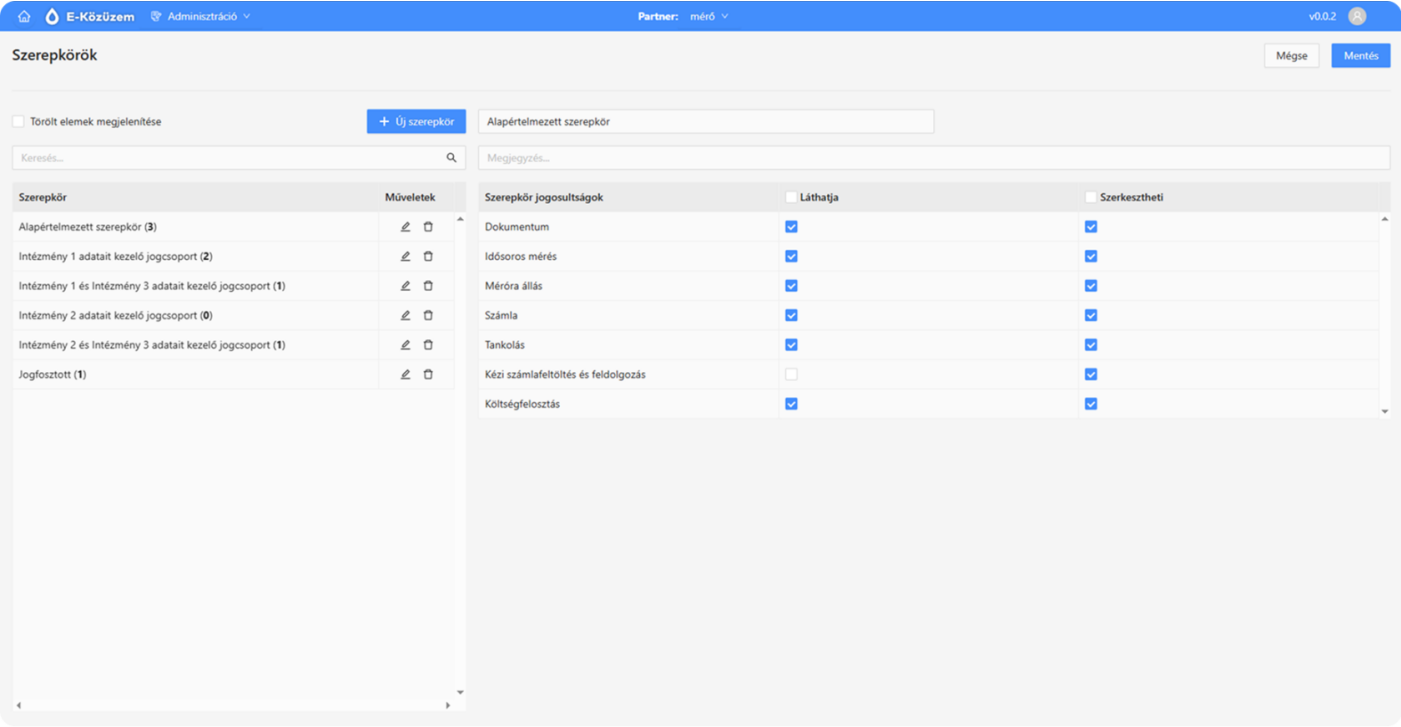 E-Közüzem Adminisztráció Partner: mérő v0.0.2
Szerepkörök Mégse Mentés
Törölt elemek megjelenítése + Új szerepkör Alapértelmezett szerepkör
Keresés... Megjegyzés...
Szerepkör Műveletek Szerepkör jogosultságok Láthatja Szerkesztheti
Alapértelmezett szerepkör (3) Dokumentum
Intézmény 1 adatait kezelő jogcsoport (2) Idősoros mérés
Intézmény 1 és Intézmény 3 adatait kezelő jogcsoport (1) Méróra állás
Intézmény 2 adatait kezelő jogcsoport (0) Számla
Intézmény 2 és Intézmény 3 adatait kezelő jogcsoport (1) Tankolás
Jogfosztott (1) Kézi számlafeltöltés és feldolgozás
Költségfelosztás